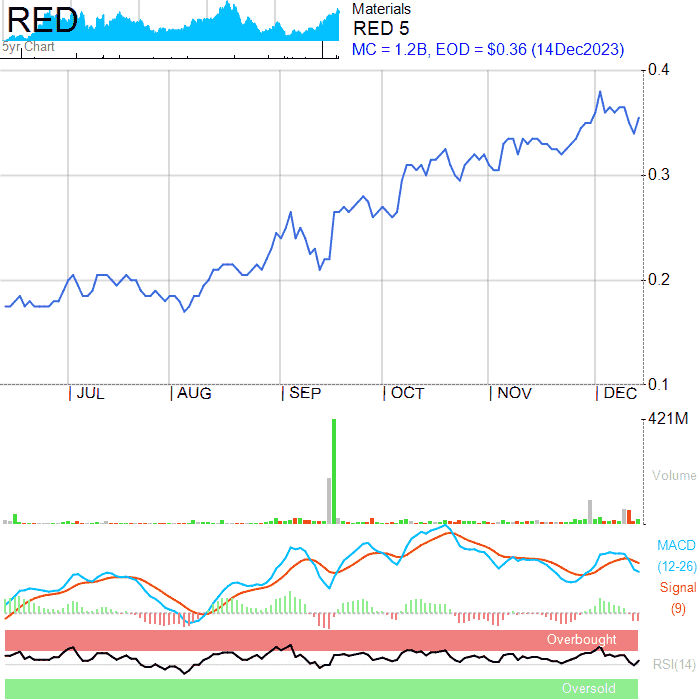 RED
5yr Chart
Materials
RED 5
MC = 1.2B, EOD = $0.36 (14Dec2023)
0.4
0.3
0.2
0.1
JUL AUG SEP OCT NOV DEC
421M
Volume
MACD
(12-26)
Signal
(9)
Overbought
RSI(14)
Oversold